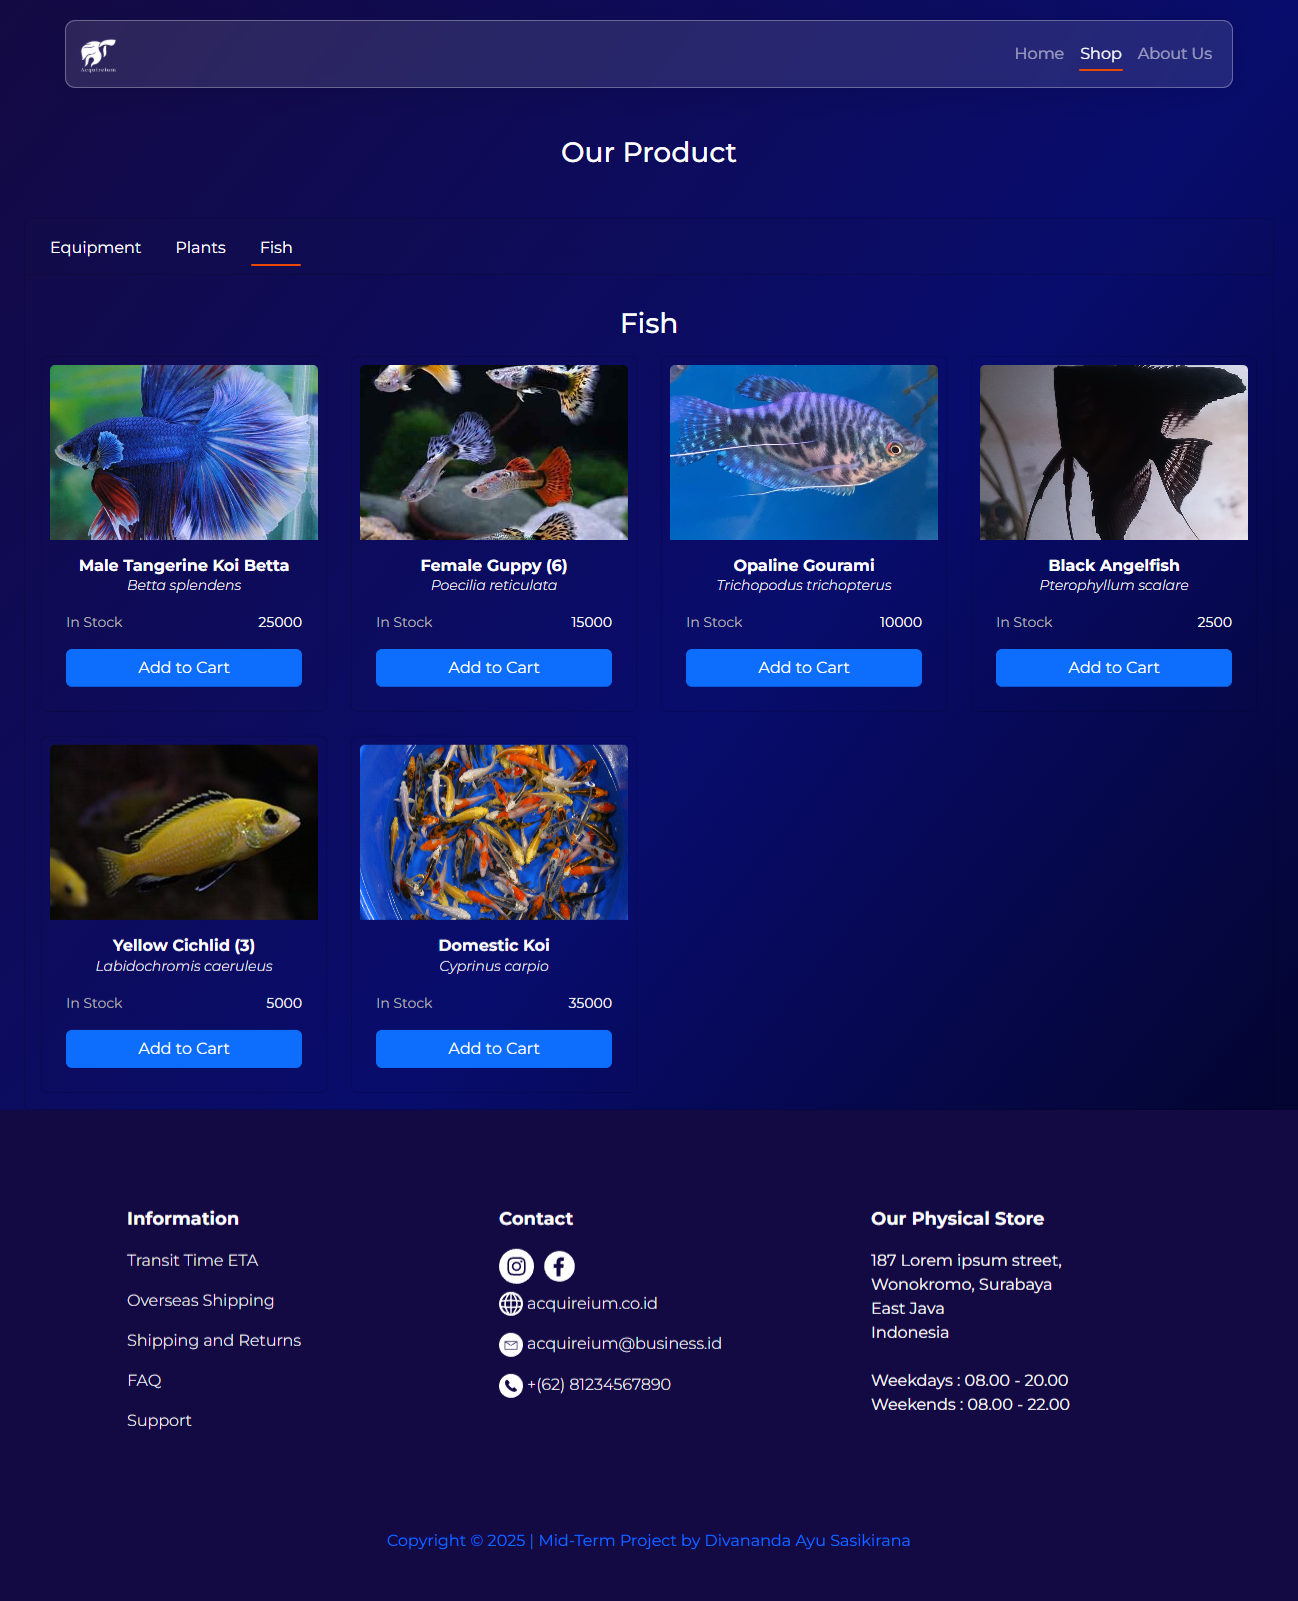 Acquireium
Home Shop About Us
Our Product
Equipment Plants Fish
Fish
Male Tangerine Koi Betta
Betta splendens
In Stock 25000
Add to Cart
Female Guppy (6)
Poecilia reticulata
In Stock 15000
Add to Cart
Opaline Gourami
Trichopodus trichopterus
In Stock 10000
Add to Cart
Black Angelfish
Pterophyllum scalare
In Stock 2500
Add to Cart
Yellow Cichlid (3)
Labidochromis caeruleus
In Stock 5000
Add to Cart
Domestic Koi
Cyprinus carpio
In Stock 35000
Add to Cart
Information
Transit Time ETA
Overseas Shipping
Shipping and Returns
FAQ
Support
Contact
acquireium.co.id
acquireium@business.id
+(62) 81234567890
Our Physical Store
187 Lorem ipsum street,
Wonokromo, Surabaya
East Java
Indonesia
Weekdays : 08.00 - 20.00
Weekends : 08.00 - 22.00
Copyright © 2025 | Mid-Term Project by Divananda Ayu Sasikirana